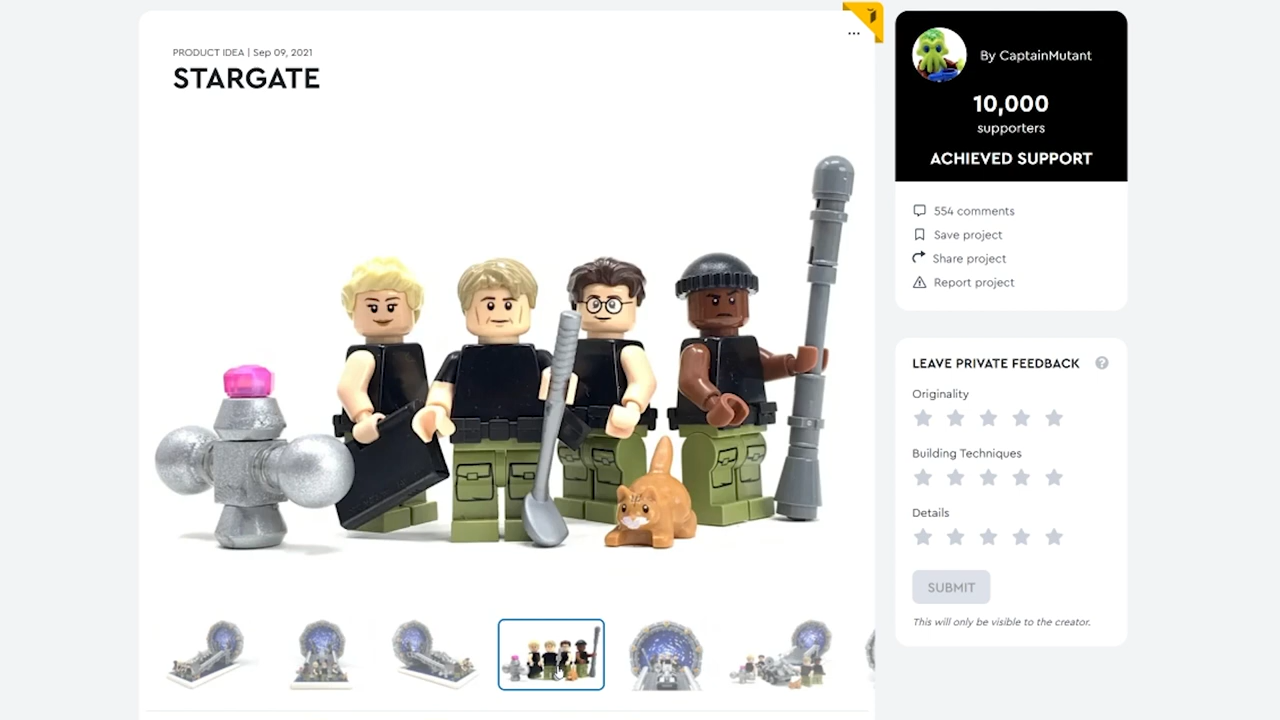 PRODUCT IDEA | Sep 09, 2021
STARGATE
...
By CaptainMutant
10,000
supporters
ACHIEVED SUPPORT
554 comments
Save project
Share project
Report project
LEAVE PRIVATE FEEDBACK ?
Originality
Building Techniques
Details
SUBMIT
This will only be visible to the creator.